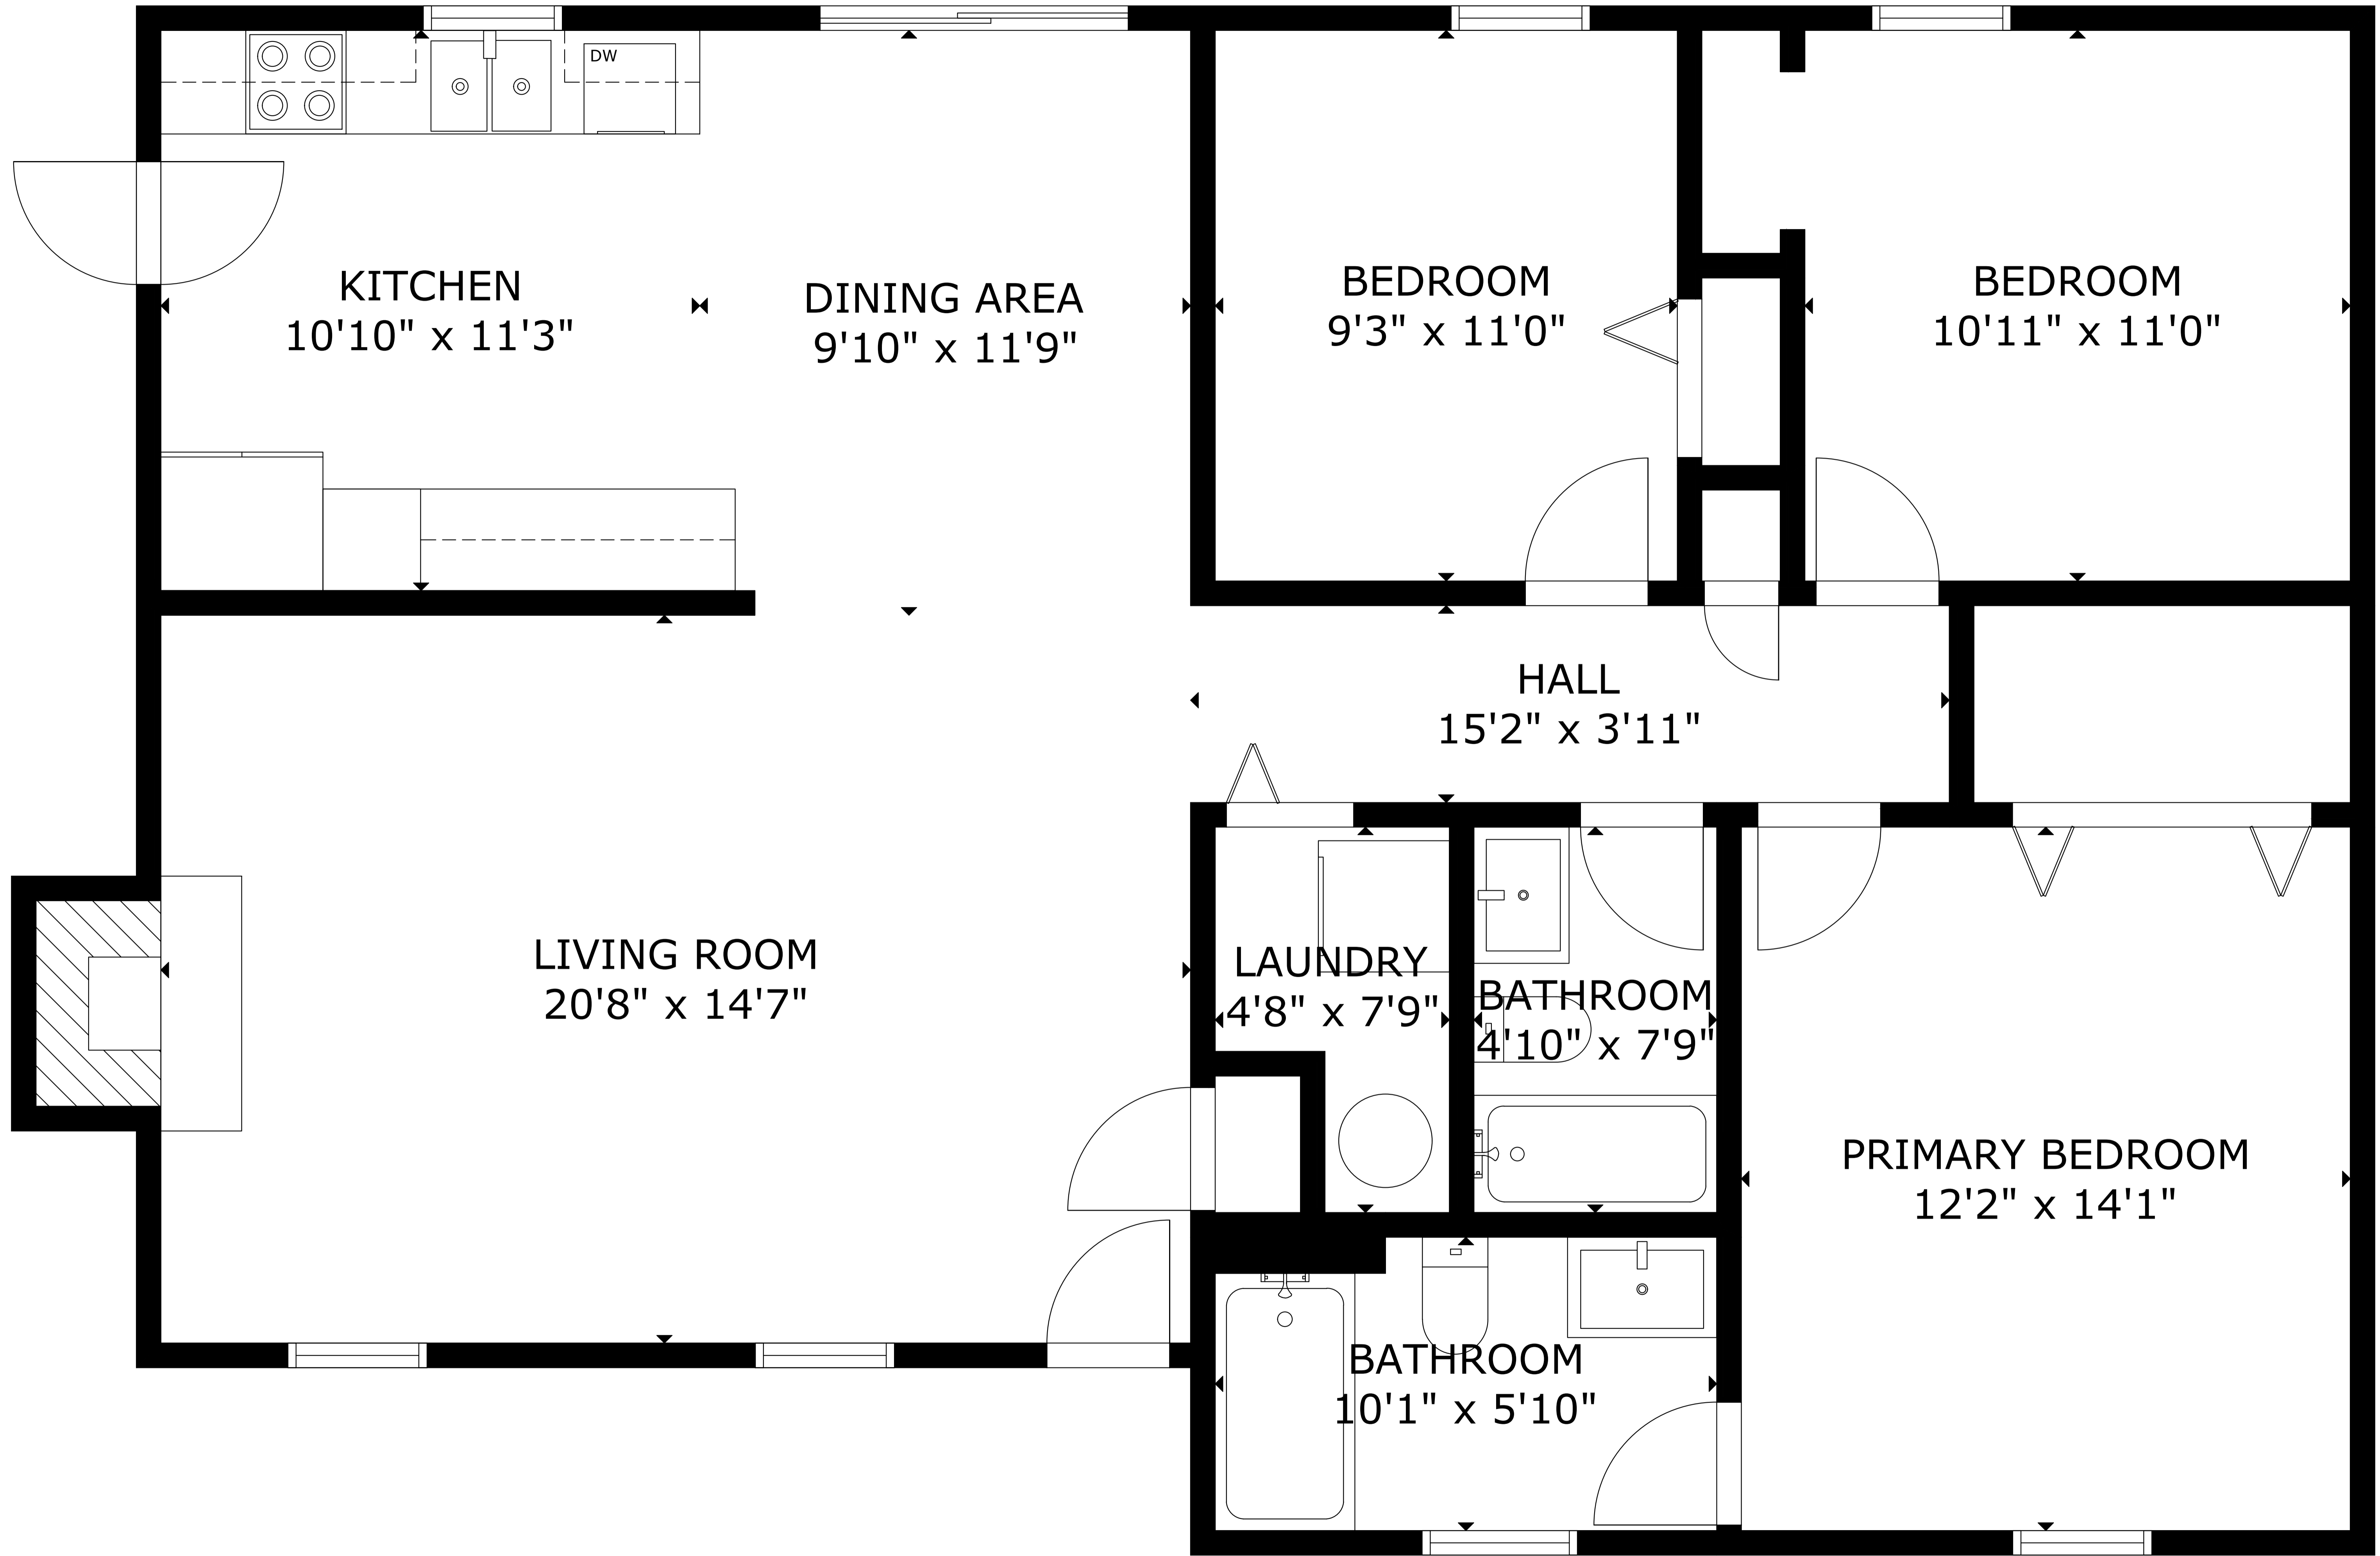 DW
KITCHEN
10'10" x 11'3"
DINING AREA
9'10" x 11'9"
BEDROOM
9'3" x 11'0"
BEDROOM
10'11" x 11'0"
HALL
15'2" x 3'11"
LIVING ROOM
20'8" x 14'7"
LAUNDRY
4'8" x 7'9"
BATHROOM
4'10" x 7'9"
PRIMARY BEDROOM
12'2" x 14'1"
BATHROOM
10'1" x 5'10"